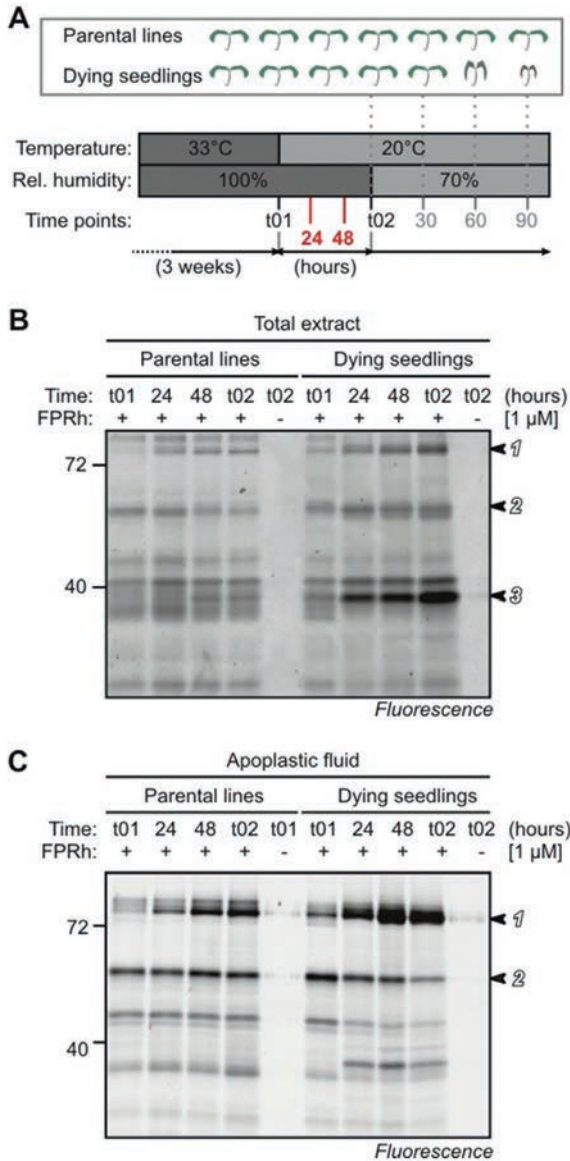 A
Parental lines
Dying seedlings
Temperature: 33°C 20°C
Rel. humidity: 100% 70%
Time points: t01 24 48 t02 30 60 90
(3 weeks) (hours)
B
Total extract
Parental lines Dying seedlings
Time: t01 24 48 t02 t02 t01 24 48 t02 t02 (hours)
FPRh: + + + + - + + + + - [1 µM]
72
1
2
40
3
Fluorescence
C
Apoplastic fluid
Parental lines Dying seedlings
Time: t01 24 48 t02 t01 t01 24 48 t02 t02 (hours)
FPRh: + + + + - + + + + - [1 µM]
72
1
2
40
Fluorescence